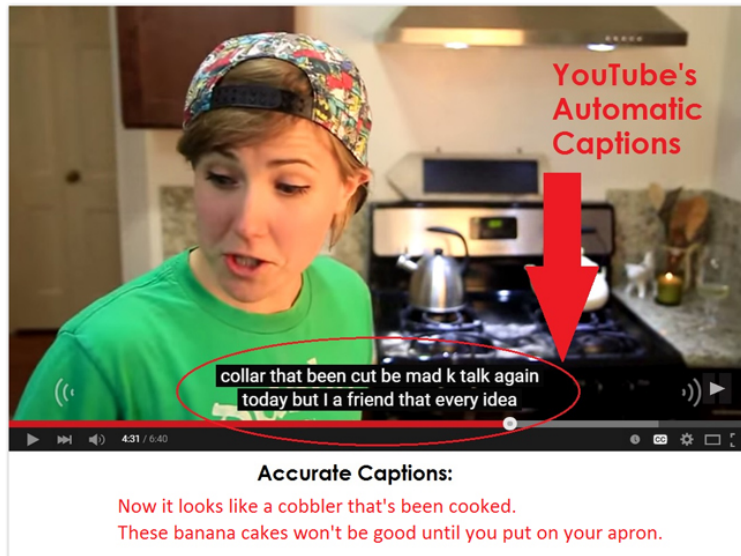 YouTube's
Automatic
Captions
collar that been cut be mad k talk again
today but I a friend that every idea
4:31 / 6:40
CC
Accurate Captions:
Now it looks like a cobbler that's been cooked.
These banana cakes won't be good until you put on your apron.